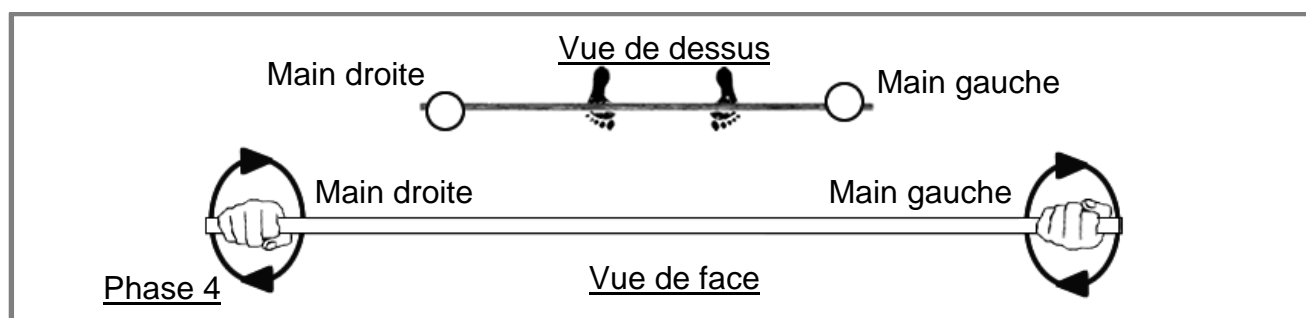 Vue de dessus
Main droite
Main gauche
Main droite
Main gauche
Phase 4
Vue de face